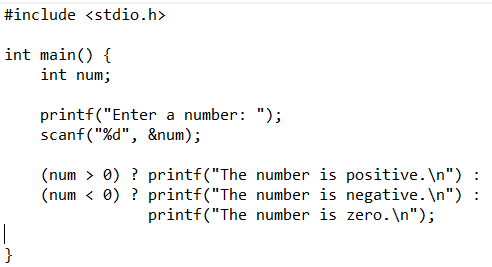 #include <stdio.h>

int main() {
    int num;

    printf("Enter a number: ");
    scanf("%d", &num);

    (num > 0) ? printf("The number is positive.\n") :
    (num < 0) ? printf("The number is negative.\n") :
                printf("The number is zero.\n");

}